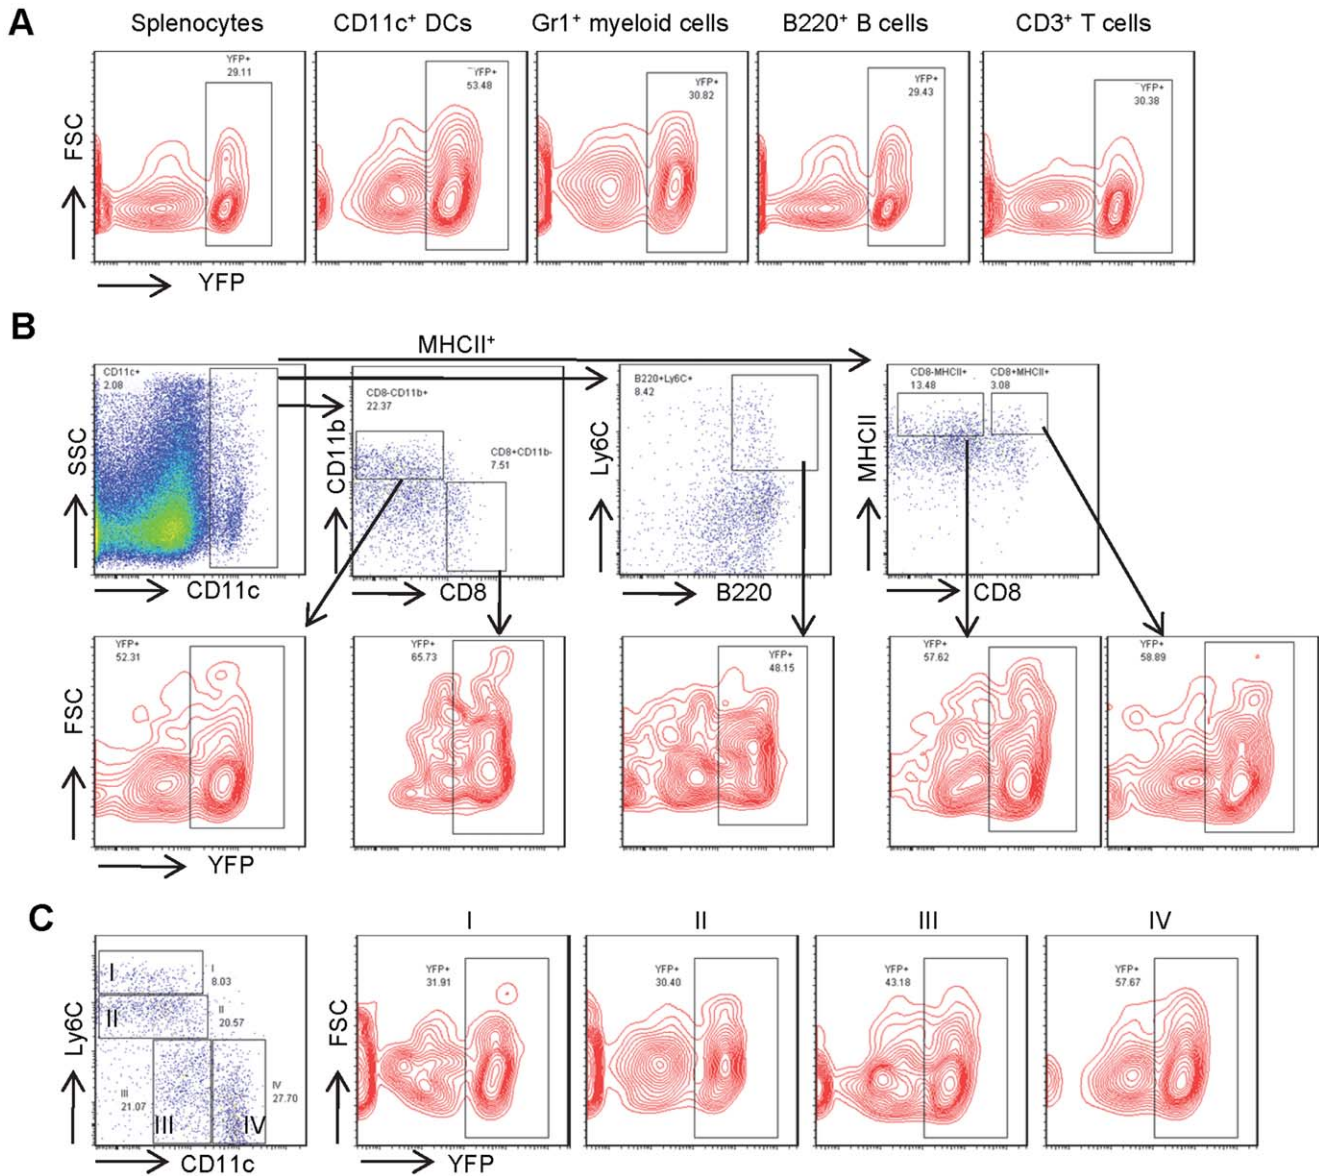 A
Splenocytes
CD11c⁺ DCs
Gr1⁺ myeloid cells
B220⁺ B cells
CD3⁺ T cells
YFP+
29.11
YFP+
53.48
YFP+
30.82
YFP+
29.43
YFP+
30.38
FSC
YFP
B
MHCII⁺
CD11c+
2.08
CD8-CD11b+
22.37
CD8+CD11b-
7.51
B220+Ly6C+
8.42
CD8-MHCII+
13.48
CD8+MHCII+
3.08
SSC
CD11b
Ly6C
MHCII
CD11c
CD8
B220
CD8
YFP+
52.31
YFP+
65.73
YFP+
48.15
YFP+
57.62
YFP+
58.89
FSC
YFP
C
I
II
III
IV
I
I
8.03
II
II
20.57
III
21.07
III
IV
IV
27.70
Ly6C
CD11c
YFP+
31.91
YFP+
30.40
YFP+
43.18
YFP+
57.67
FSC
YFP